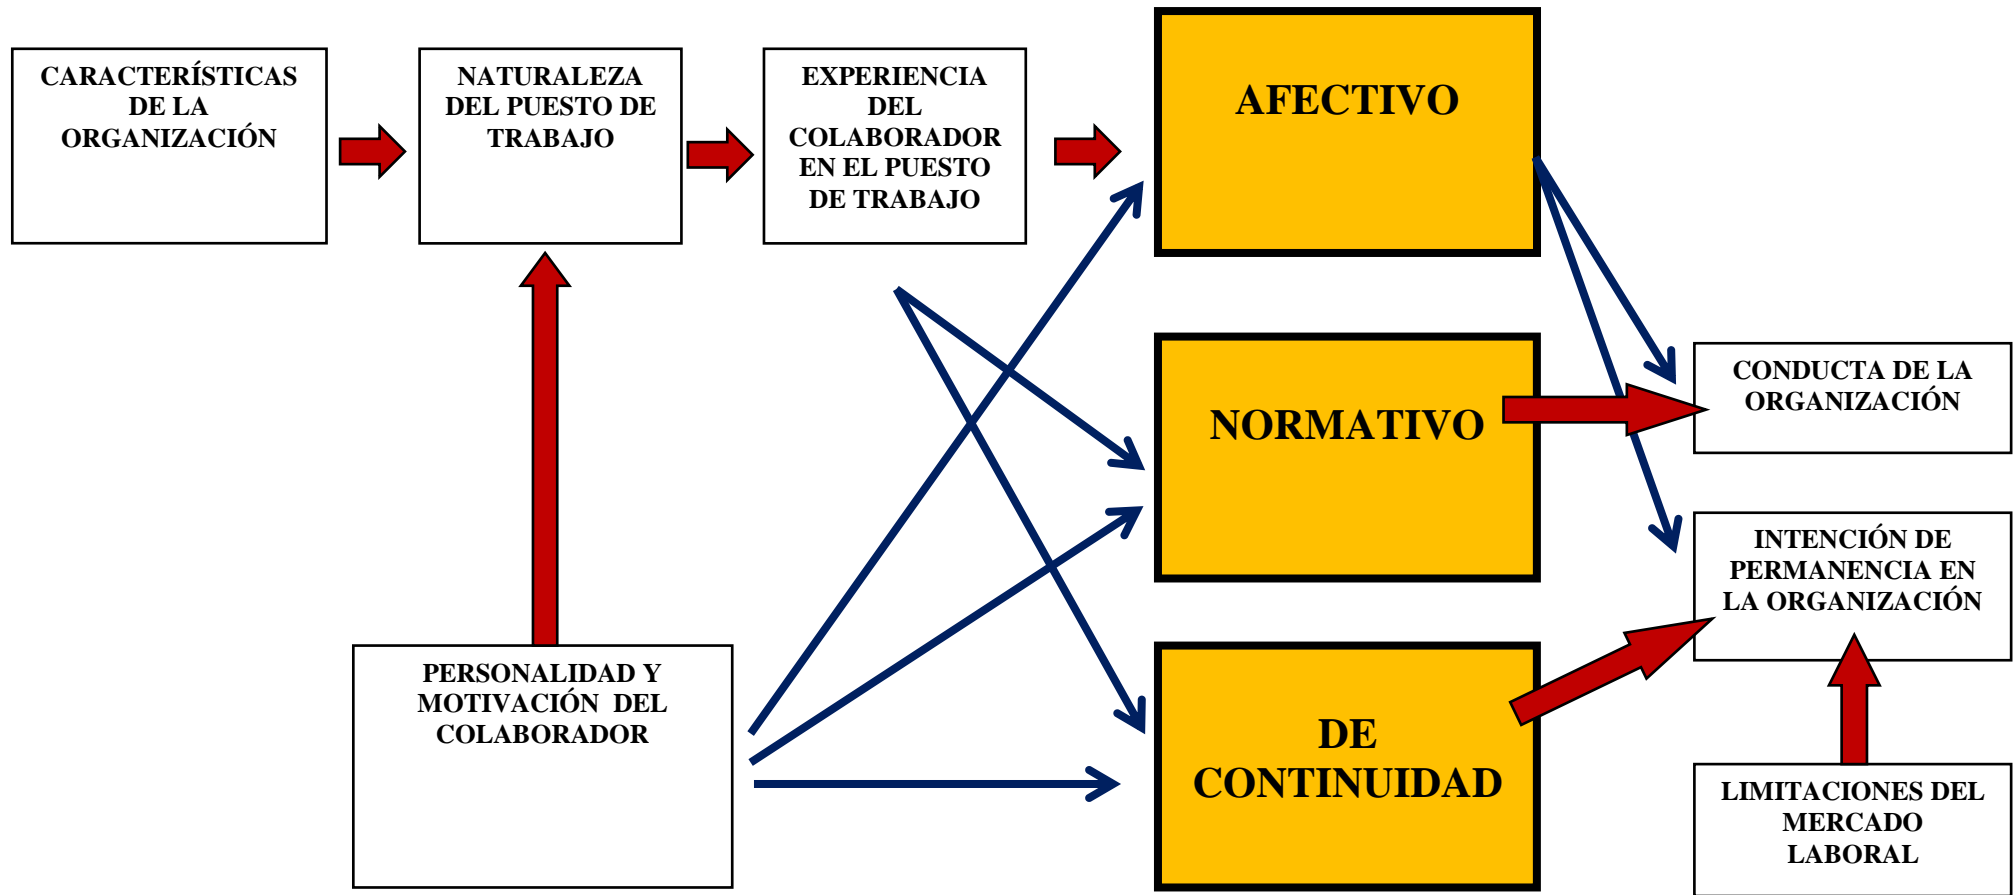 CARACTERÍSTICAS
DE LA
ORGANIZACIÓN
NATURALEZA
DEL PUESTO DE
TRABAJO
EXPERIENCIA
DEL
COLABORADOR
EN EL PUESTO
DE TRABAJO
AFECTIVO
NORMATIVO
CONDUCTA DE LA
ORGANIZACIÓN
INTENCIÓN DE
PERMANENCIA EN
LA ORGANIZACIÓN
PERSONALIDAD Y
MOTIVACIÓN DEL
COLABORADOR
DE
CONTINUIDAD
LIMITACIONES DEL
MERCADO
LABORAL